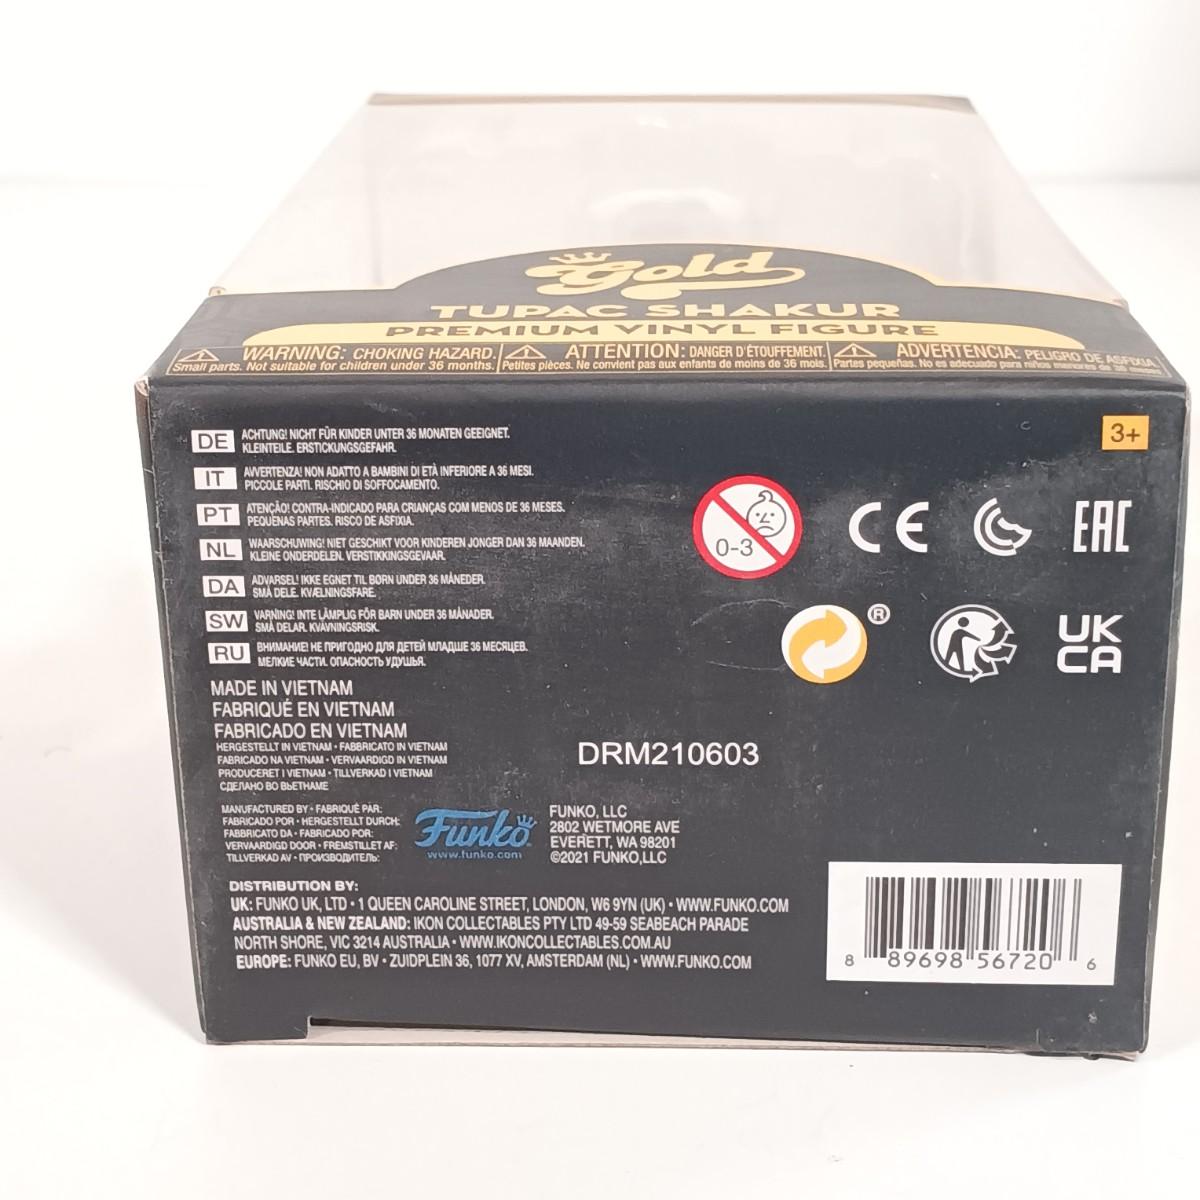 Gold
TUPAC SHAKUR
PREMIUM VINYL FIGURE
WARNING: CHOKING HAZARD.
Small parts. Not suitable for children under 36 months.
ATTENTION: DANGER D'ÉTOUFFEMENT.
Petites pièces. Ne convient pas aux enfants de moins de 36 mois.
ADVERTENCIA: PELIGRO DE ASFIXIA.
Partes pequeñas. No es adecuado para niños menores de 36 meses.
DE ACHTUNG! NICHT FÜR KINDER UNTER 36 MONATEN GEEIGNET.
KLEINTEILE. ERSTICKUNGSGEFAHR.
IT AVVERTENZA! NON ADATTO A BAMBINI DI ETÀ INFERIORE A 36 MESI.
PICCOLE PARTI. RISCHIO DI SOFFOCAMENTO.
PT ATENÇÃO! CONTRA-INDICADO PARA CRIANÇAS COM MENOS DE 36 MESES.
PEQUENAS PARTES. RISCO DE ASFIXIA.
NL WAARSCHUWING! NIET GESCHIKT VOOR KINDEREN JONGER DAN 36 MAANDEN.
KLEINE ONDERDELEN. VERSTIKKINGSGEVAAR.
DA ADVARSEL! IKKE EGNET TIL BØRN UNDER 36 MÅNEDER.
SMÅ DELE. KVÆLNINGSFARE.
SW VARNING! INTE LÄMPLIG FÖR BARN UNDER 36 MÅNADER.
SMÅ DELAR. KVÄVNINGSRISK.
RU ВНИМАНИЕ! НЕ ПРИГОДНО ДЛЯ ДЕТЕЙ МЛАДШЕ 36 МЕСЯЦЕВ.
МЕЛКИЕ ЧАСТИ. ОПАСНОСТЬ УДУШЬЯ.
3+
0-3
CE
EAC
®
UK
CA
MADE IN VIETNAM
FABRIQUÉ EN VIETNAM
FABRICADO EN VIETNAM
HERGESTELLT IN VIETNAM • FABBRICATO IN VIETNAM
FABRICADO NA VIETNAM • VERVAARDIGD IN VIETNAM
PRODUCERET I VIETNAM • TILLVERKAD I VIETNAM
СДЕЛАНО ВО ВЬЕТНАМЕ
DRM210603
MANUFACTURED BY • FABRIQUÉ PAR:
FABRICADO POR • HERGESTELLT DURCH:
FABBRICATO DA • FABRICADO POR:
VERVAARDIGD DOOR • FREMSTILLET AF:
TILLVERKAD AV • ПРОИЗВОДИТЕЛЬ:
Funko
www.funko.com
FUNKO, LLC
2802 WETMORE AVE
EVERETT, WA 98201
©2021 FUNKO,LLC
DISTRIBUTION BY:
UK: FUNKO UK, LTD • 1 QUEEN CAROLINE STREET, LONDON, W6 9YN (UK) • WWW.FUNKO.COM
AUSTRALIA & NEW ZEALAND: IKON COLLECTABLES PTY LTD 49-59 SEABEACH PARADE
NORTH SHORE, VIC 3214 AUSTRALIA • WWW.IKONCOLLECTABLES.COM.AU
EUROPE: FUNKO EU, BV • ZUIDPLEIN 36, 1077 XV, AMSTERDAM (NL) • WWW.FUNKO.COM
8 89698 56720 6